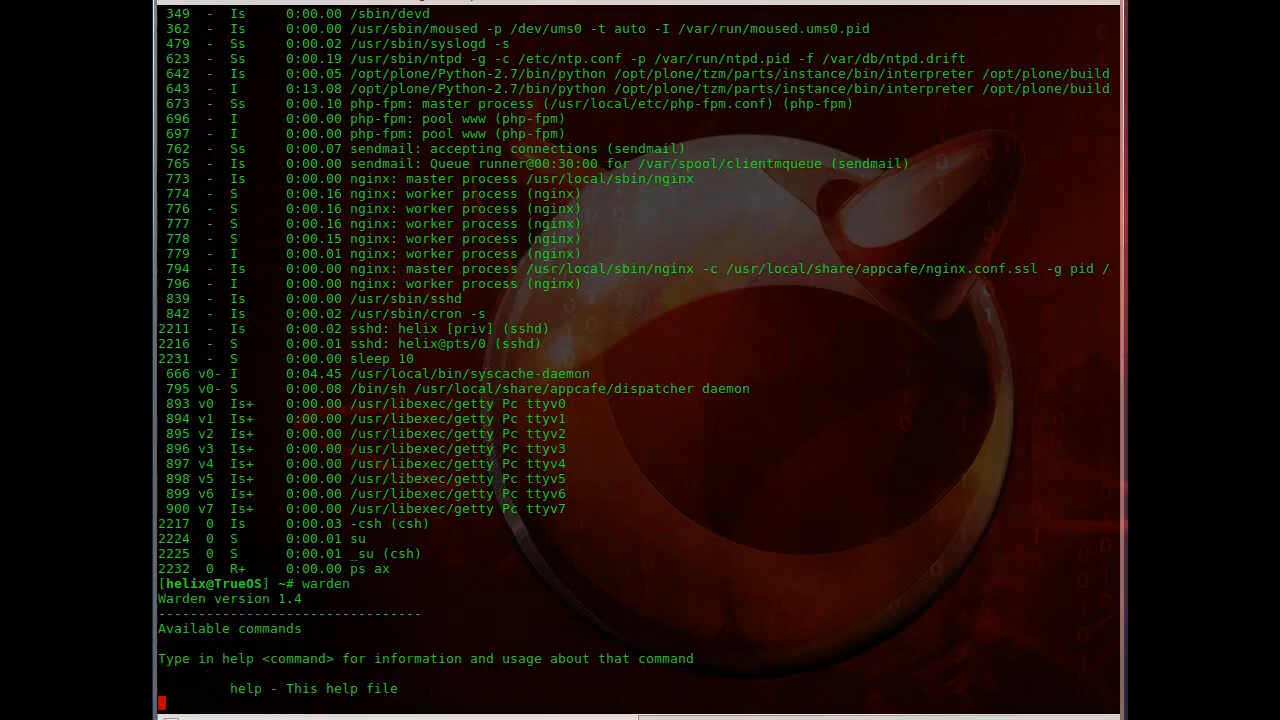 349  -  Is     0:00.00 /sbin/devd
362  -  Is     0:00.00 /usr/sbin/moused -p /dev/ums0 -t auto -I /var/run/moused.ums0.pid
479  -  Ss     0:00.02 /usr/sbin/syslogd -s
623  -  Ss     0:00.19 /usr/sbin/ntpd -g -c /etc/ntp.conf -p /var/run/ntpd.pid -f /var/db/ntpd.drift
642  -  Is     0:00.05 /opt/plone/Python-2.7/bin/python /opt/plone/tzm/parts/instance/bin/interpreter /opt/plone/build
643  -  I      0:13.08 /opt/plone/Python-2.7/bin/python /opt/plone/tzm/parts/instance/bin/interpreter /opt/plone/build
673  -  Ss     0:00.10 php-fpm: master process (/usr/local/etc/php-fpm.conf) (php-fpm)
696  -  I      0:00.00 php-fpm: pool www (php-fpm)
697  -  I      0:00.00 php-fpm: pool www (php-fpm)
762  -  Ss     0:00.07 sendmail: accepting connections (sendmail)
765  -  Is     0:00.00 sendmail: Queue runner@00:30:00 for /var/spool/clientmqueue (sendmail)
773  -  Is     0:00.00 nginx: master process /usr/local/sbin/nginx
774  -  S      0:00.16 nginx: worker process (nginx)
776  -  S      0:00.16 nginx: worker process (nginx)
777  -  S      0:00.16 nginx: worker process (nginx)
778  -  S      0:00.15 nginx: worker process (nginx)
779  -  I      0:00.01 nginx: worker process (nginx)
794  -  Is     0:00.00 nginx: master process /usr/local/sbin/nginx -c /usr/local/share/appcafe/nginx.conf.ssl -g pid /
796  -  I      0:00.00 nginx: worker process (nginx)
839  -  Is     0:00.00 /usr/sbin/sshd
842  -  Is     0:00.02 /usr/sbin/cron -s
2211  -  Is     0:00.02 sshd: helix [priv] (sshd)
2216  -  S      0:00.01 sshd: helix@pts/0 (sshd)
2231  -  S      0:00.00 sleep 10
666 v0- I      0:04.45 /usr/local/bin/syscache-daemon
795 v0- S      0:00.08 /bin/sh /usr/local/share/appcafe/dispatcher daemon
893 v0  Is+    0:00.00 /usr/libexec/getty Pc ttyv0
894 v1  Is+    0:00.00 /usr/libexec/getty Pc ttyv1
895 v2  Is+    0:00.00 /usr/libexec/getty Pc ttyv2
896 v3  Is+    0:00.00 /usr/libexec/getty Pc ttyv3
897 v4  Is+    0:00.00 /usr/libexec/getty Pc ttyv4
898 v5  Is+    0:00.00 /usr/libexec/getty Pc ttyv5
899 v6  Is+    0:00.00 /usr/libexec/getty Pc ttyv6
900 v7  Is+    0:00.00 /usr/libexec/getty Pc ttyv7
2217  0  Is     0:00.03 -csh (csh)
2224  0  S      0:00.01 su
2225  0  S      0:00.01 _su (csh)
2232  0  R+     0:00.00 ps ax
[helix@TrueOS] ~# warden
Warden version 1.4
---------------------------------
Available commands
Type in help <command> for information and usage about that command
help - This help file